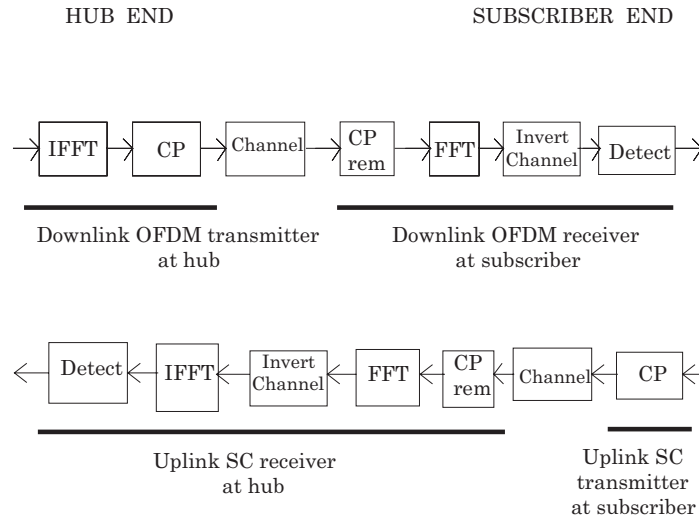 HUB END
SUBSCRIBER END
IFFT
CP
Channel
CP
rem
FFT
Invert
Channel
Detect
Downlink OFDM transmitter
at hub
Downlink OFDM receiver
at subscriber
Detect
IFFT
Invert
Channel
FFT
CP
rem
Channel
CP
Uplink SC receiver
at hub
Uplink SC
transmitter
at subscriber